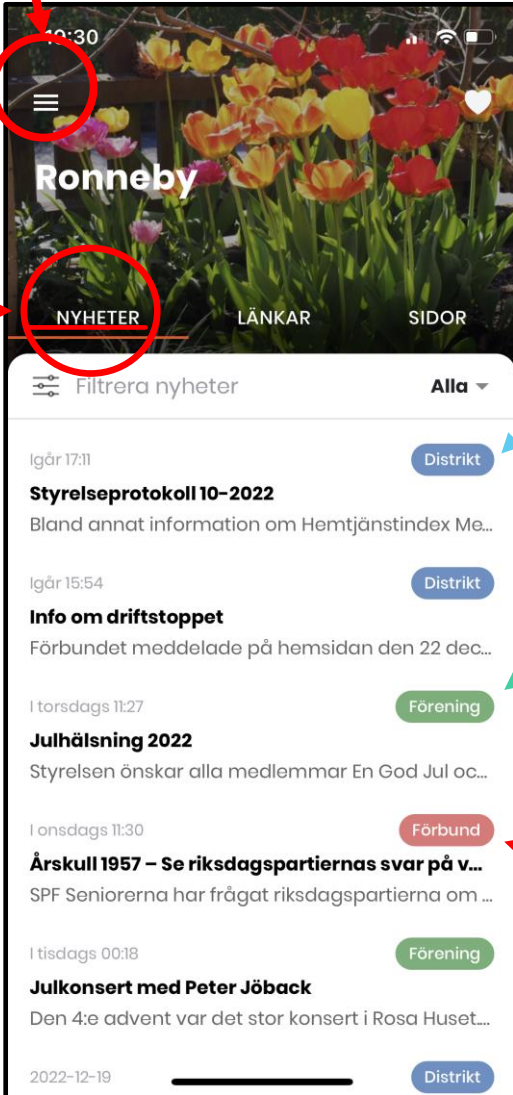 19:30
Ronneby
NYHETER LÄNKAR SIDOR
Filtrera nyheter Alla
Igår 17:11 Distrikt
Styrelseprotokoll 10-2022
Bland annat information om Hemtjänstindex Me...
Igår 15:54 Distrikt
Info om driftstoppet
Förbundet meddelade på hemsidan den 22 dec...
I torsdags 11:27 Förening
Julhälsning 2022
Styrelsen önskar alla medlemmar En God Jul oc...
I onsdags 11:30 Förbund
Årskull 1957 – Se riksdagspartiernas svar på v...
SPF Seniorerna har frågat riksdagspartierna om ...
I tisdags 00:18 Förening
Julkonsert med Peter Jöback
Den 4:e advent var det stor konsert i Rosa Huset....
2022-12-19 Distrikt